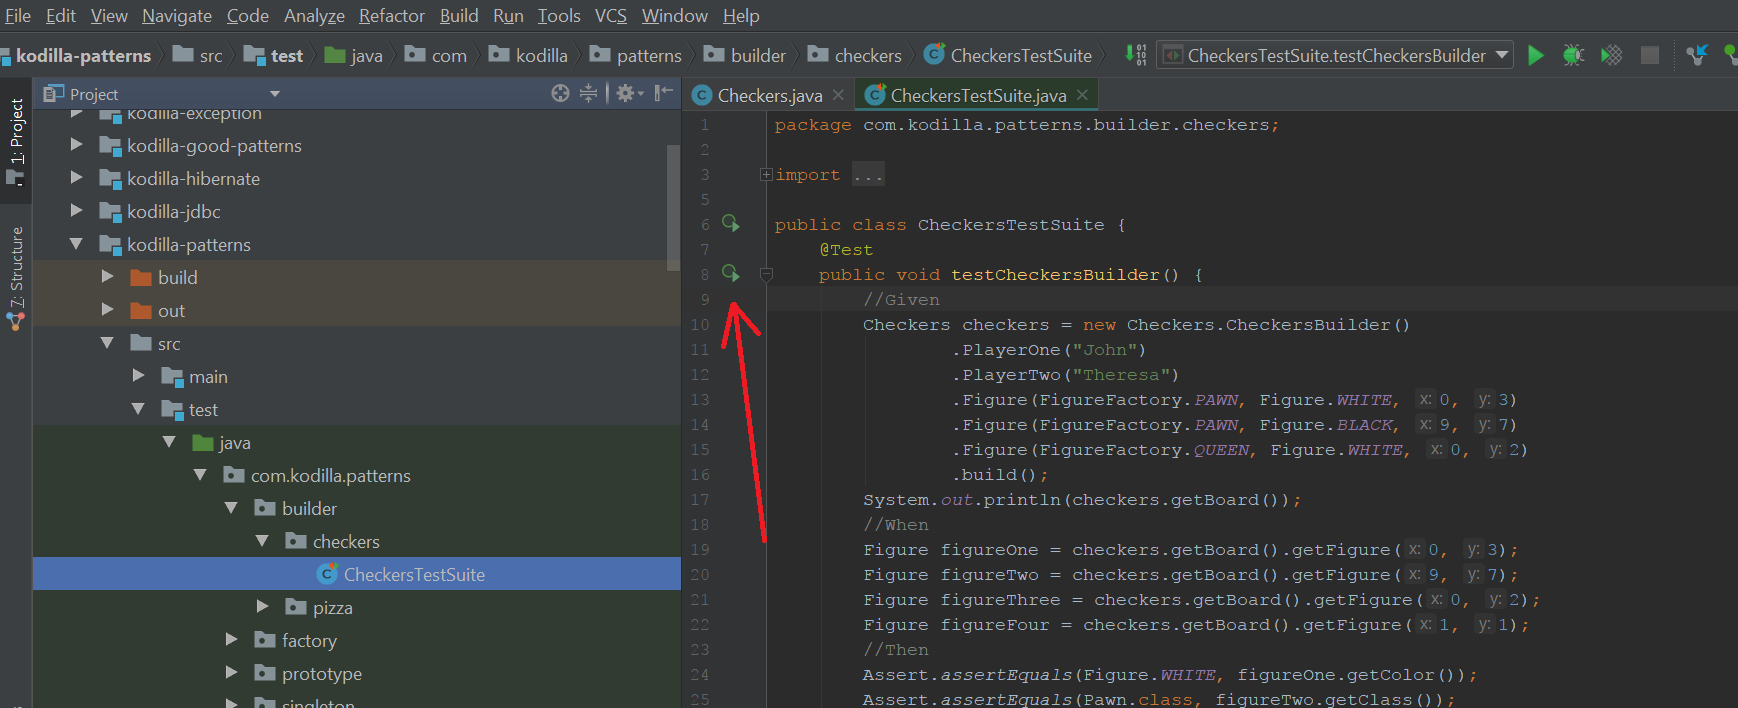 File Edit View Navigate Code Analyze Refactor Build Run Tools VCS Window Help
kodilla-patterns src test java com kodilla patterns builder checkers CheckersTestSuite CheckersTestSuite.testCheckersBuilder
Project
Checkers.java CheckersTestSuite.java
1: Project
7: Structure
kodilla-exception
kodilla-good-patterns
kodilla-hibernate
kodilla-jdbc
kodilla-patterns
build
out
src
main
test
java
com.kodilla.patterns
builder
checkers
CheckersTestSuite
pizza
factory
prototype
singleton
1 package com.kodilla.patterns.builder.checkers;
2
3 import ...
5
6 public class CheckersTestSuite {
7 @Test
8 public void testCheckersBuilder() {
9 //Given
10 Checkers checkers = new Checkers.CheckersBuilder()
11 .PlayerOne("John")
12 .PlayerTwo("Theresa")
13 .Figure(FigureFactory.PAWN, Figure.WHITE, x: 0, y: 3)
14 .Figure(FigureFactory.PAWN, Figure.BLACK, x: 9, y: 7)
15 .Figure(FigureFactory.QUEEN, Figure.WHITE, x: 0, y: 2)
16 .build();
17 System.out.println(checkers.getBoard());
18 //When
19 Figure figureOne = checkers.getBoard().getFigure(x: 0, y: 3);
20 Figure figureTwo = checkers.getBoard().getFigure(x: 9, y: 7);
21 Figure figureThree = checkers.getBoard().getFigure(x: 0, y: 2);
22 Figure figureFour = checkers.getBoard().getFigure(x: 1, y: 1);
23 //Then
24 Assert.assertEquals(Figure.WHITE, figureOne.getColor());
25 Assert.assertEquals(Pawn.class, figureTwo.getClass());